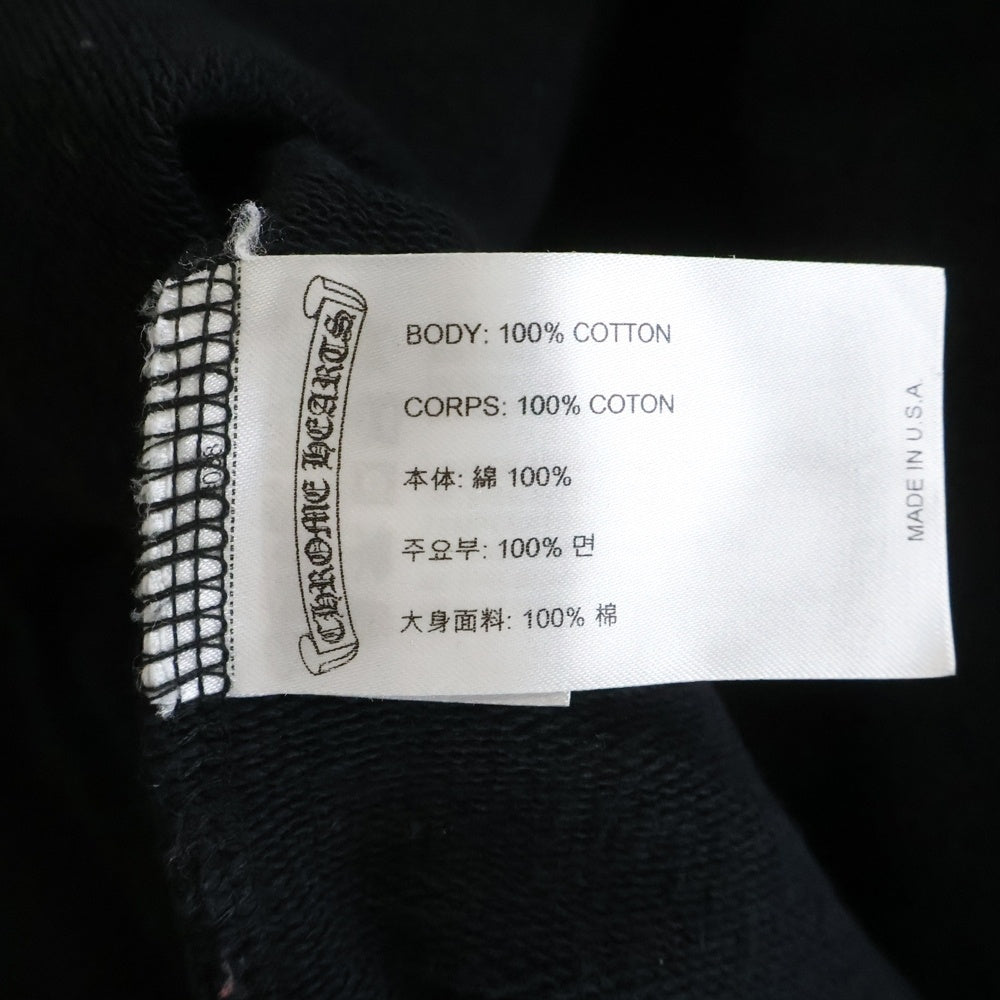 CHROME HEARTS
BODY: 100% COTTON
CORPS: 100% COTON
本体: 綿 100%
주요부: 100% 면
大身面料: 100% 棉
MADE IN U.S.A